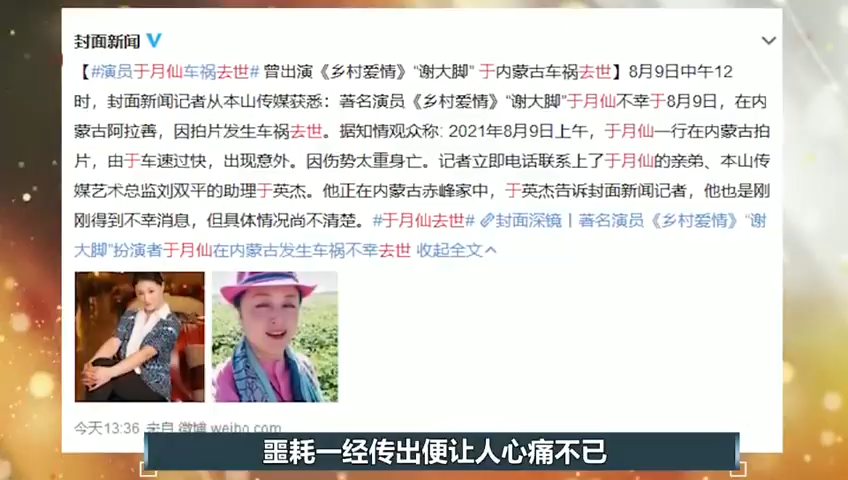 封面新闻
【#演员于月仙车祸去世# 曾出演《乡村爱情》“谢大脚” 于内蒙古车祸去世】8月9日中午12
时，封面新闻记者从本山传媒获悉：著名演员《乡村爱情》“谢大脚”于月仙不幸于8月9日，在内
蒙古阿拉善，因拍片发生车祸去世。据知情观众称: 2021年8月9日上午，于月仙一行在内蒙古拍
片，由于车速过快，出现意外。因伤势太重身亡。记者立即电话联系上了于月仙的亲弟、本山传
媒艺术总监刘双平的助理于英杰。他正在内蒙古赤峰家中，于英杰告诉封面新闻记者，他也是刚
刚得到不幸消息，但具体情况尚不清楚。#于月仙去世# 封面深镜丨著名演员《乡村爱情》“谢
大脚”扮演者于月仙在内蒙古发生车祸不幸去世 收起全文
今天13:36 来自 微博 weibo.com
噩耗一经传出便让人心痛不已